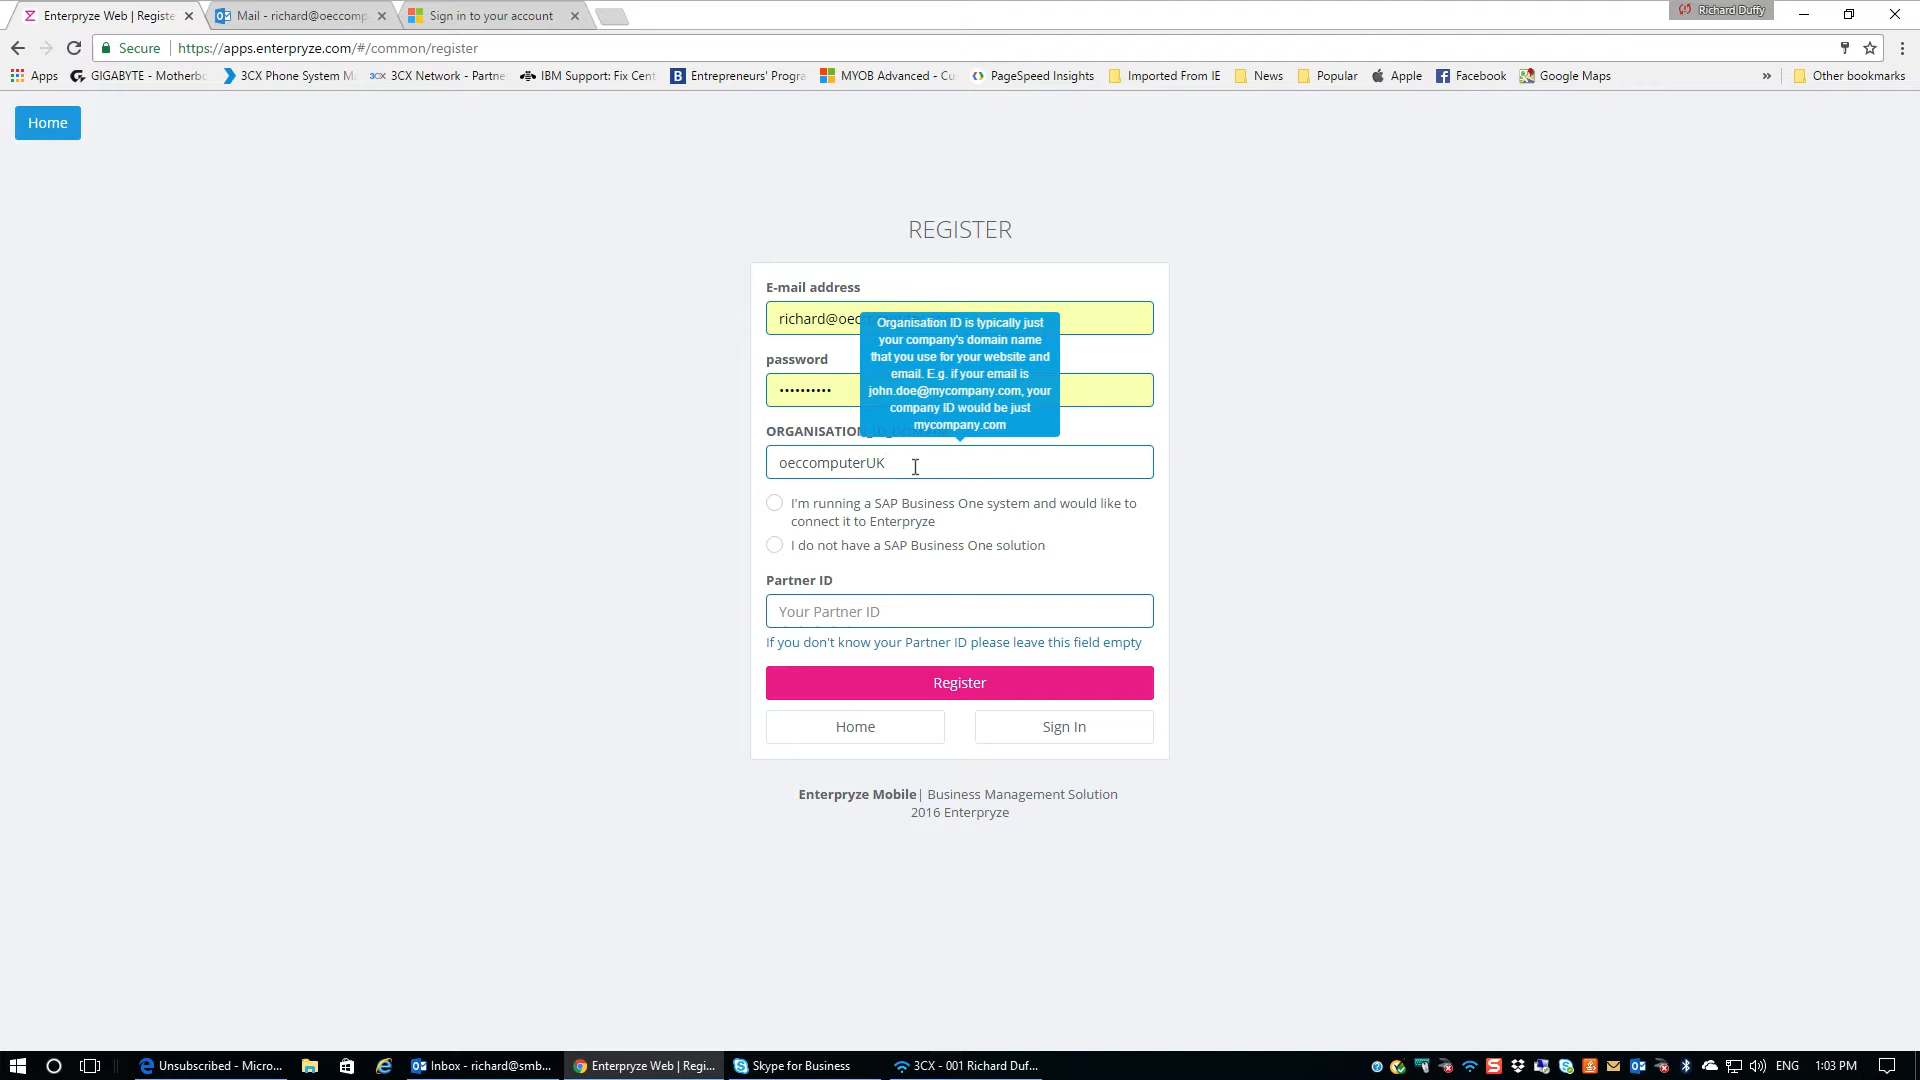 Enterpryze Web | Registe
Mail - richard@oeccomp
Sign in to your account
Richard Duffy
Secure
https://apps.enterpryze.com/#/common/register
Apps
GIGABYTE - Motherbo
3CX Phone System M
3CX Network - Partne
IBM Support: Fix Cent
Entrepreneurs' Progra
MYOB Advanced - Cu
PageSpeed Insights
Imported From IE
News
Popular
Apple
Facebook
Google Maps
»
Other bookmarks
Home
REGISTER
E-mail address
richard@oec
Organisation ID is typically just
your company's domain name
that you use for your website and
email. E.g. if your email is
john.doe@mycompany.com, your
company ID would be just
mycompany.com
password
••••••••••
ORGANISATION
oeccomputerUK
I'm running a SAP Business One system and would like to
connect it to Enterpryze
I do not have a SAP Business One solution
Partner ID
Your Partner ID
If you don't know your Partner ID please leave this field empty
Register
Home
Sign In
Enterpryze Mobile| Business Management Solution
2016 Enterpryze
Unsubscribed - Micro...
Inbox - richard@smb...
Enterpryze Web | Regi...
Skype for Business
3CX - 001 Richard Duf...
ENG
1:03 PM